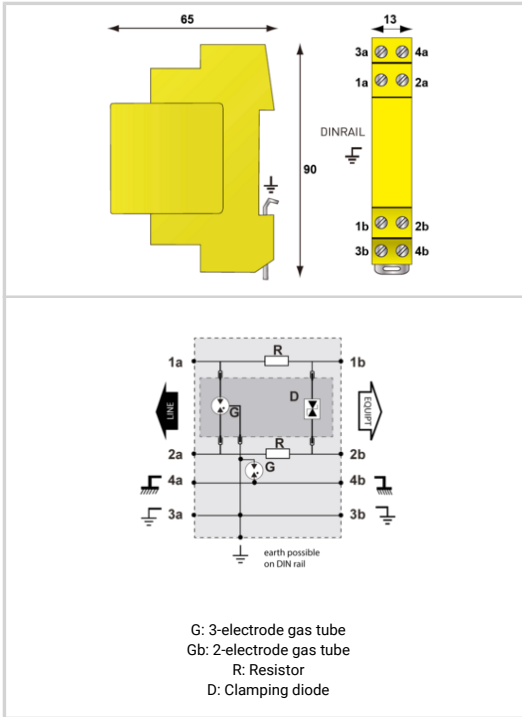 65
13
3a
4a
1a
2a
DINRAIL
90
1b
2b
3b
4b
R
1a
1b
D
G
LINE
EQUIPT
R
2a
2b
G
4a
4b
3a
3b
earth possible
on DIN rail
G: 3-electrode gas tube
Gb: 2-electrode gas tube
R: Resistor
D: Clamping diode